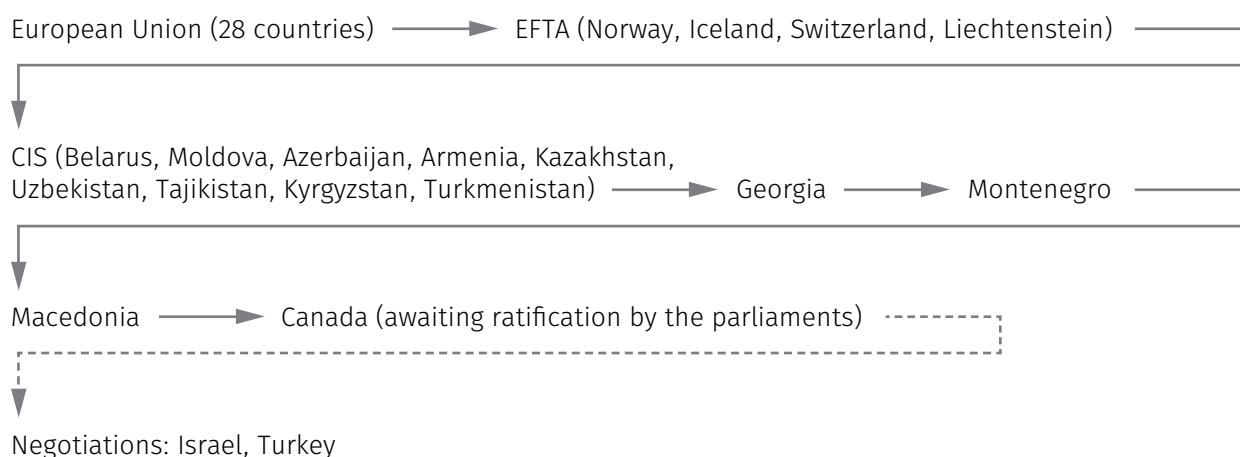 European Union (28 countries) EFTA (Norway, Iceland, Switzerland, Liechtenstein)
CIS (Belarus, Moldova, Azerbaijan, Armenia, Kazakhstan,
Uzbekistan, Tajikistan, Kyrgyzstan, Turkmenistan) Georgia Montenegro
Macedonia Canada (awaiting ratification by the parliaments)
Negotiations: Israel, Turkey